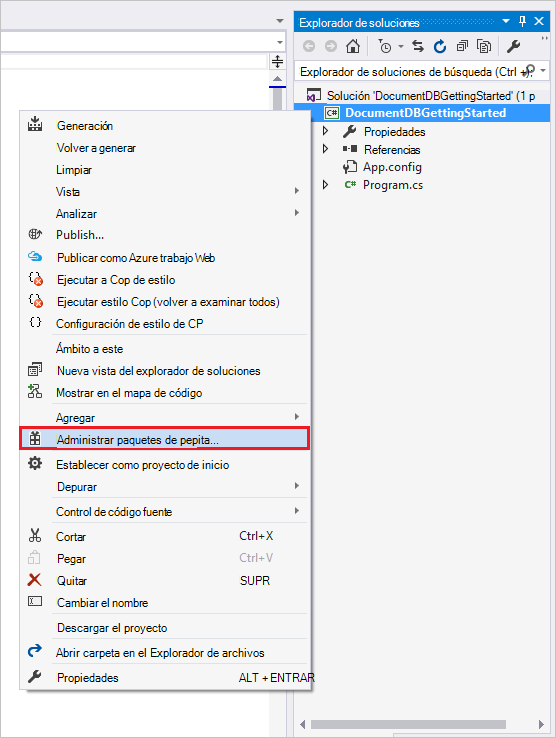 Explorador de soluciones
Explorador de soluciones de búsqueda (Ctrl +
Solución 'DocumentDBGettingStarted' (1 p
C# DocumentDBGettingStarted
Propiedades
Referencias
App.config
C# Program.cs
Generación
Volver a generar
Limpiar
Vista
Analizar
Publish...
Publicar como Azure trabajo Web
Ejecutar a Cop de estilo
Ejecutar estilo Cop (volver a examinar todos)
Configuración de estilo de CP
Ámbito a este
Nueva vista del explorador de soluciones
Mostrar en el mapa de código
Agregar
Administrar paquetes de pepita...
Establecer como proyecto de inicio
Depurar
Control de código fuente
Cortar Ctrl+X
Pegar Ctrl+V
Quitar SUPR
Cambiar el nombre
Descargar el proyecto
Abrir carpeta en el Explorador de archivos
Propiedades ALT +ENTRAR